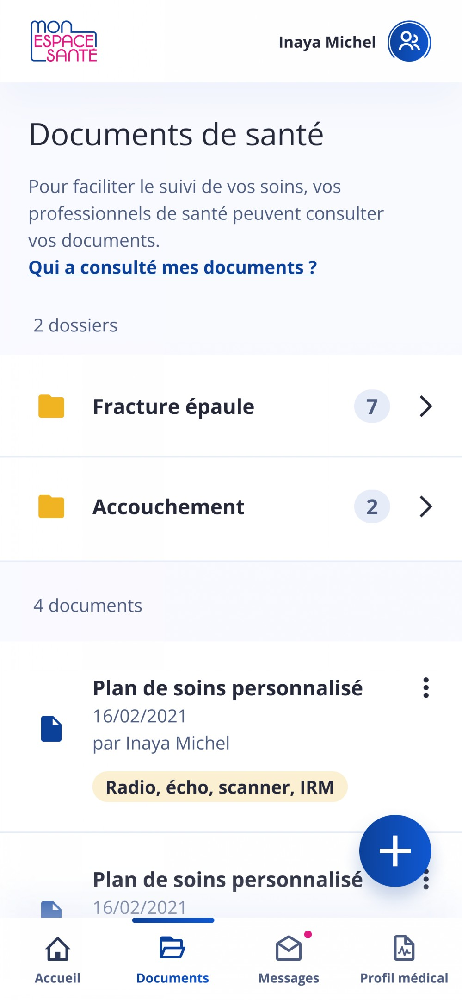 mon
ESPACE
SANTÉ
Inaya Michel
Documents de santé
Pour faciliter le suivi de vos soins, vos
professionnels de santé peuvent consulter
vos documents.
Qui a consulté mes documents ?
2 dossiers
Fracture épaule 7
Accouchement 2
4 documents
Plan de soins personnalisé
16/02/2021
par Inaya Michel
Radio, écho, scanner, IRM
Plan de soins personnalisé
16/02/2021
Accueil Documents Messages Profil médical